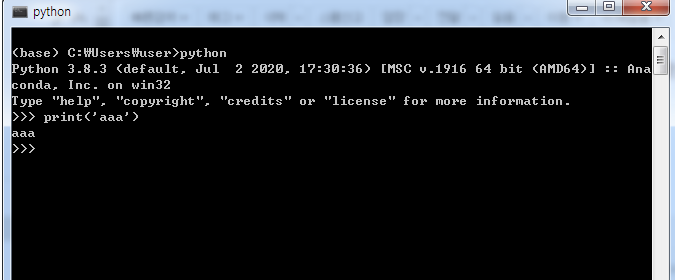 python
(base) C:₩Users₩user>python
Python 3.8.3 (default, Jul  2 2020, 17:30:36) [MSC v.1916 64 bit (AMD64)] :: Ana
conda, Inc. on win32
Type "help", "copyright", "credits" or "license" for more information.
>>> print('aaa')
aaa
>>>